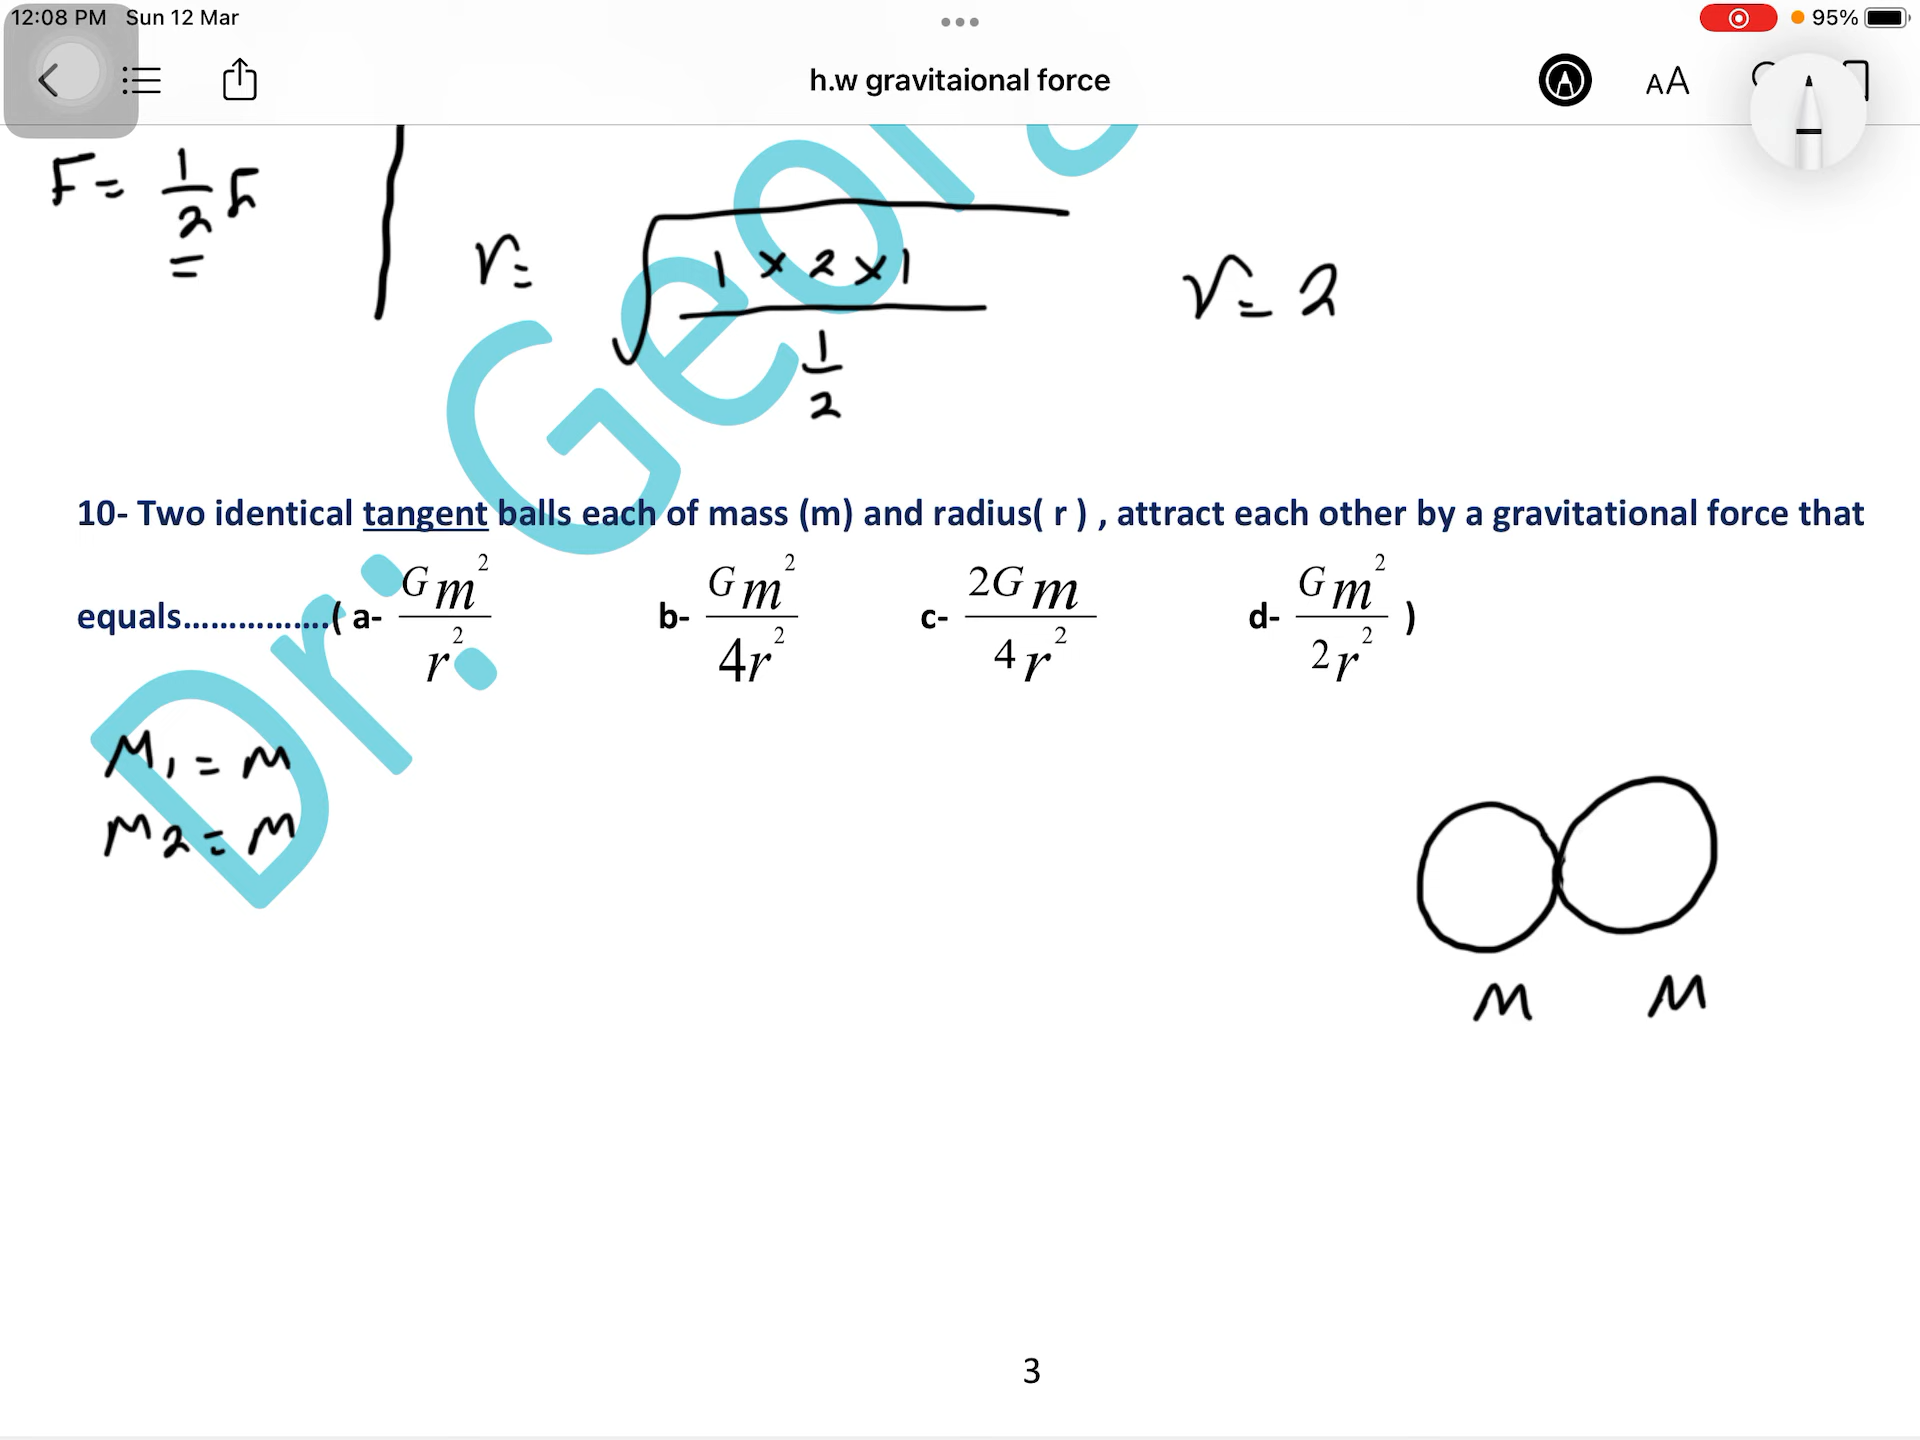 12:08 PM Sun 12 Mar
95%
h.w gravitaional force
AA
F = 1/2 F
r = √(1 × 2 × 1 / 1/2)
r = 2
10- Two identical tangent balls each of mass (m) and radius( r ) , attract each other by a gravitational force that
equals................( a- Gm²/r² b- Gm²/4r² c- 2Gm/4r² d- Gm²/2r² )
M₁ = M
M2 = M
M M
Dr. Geor
3